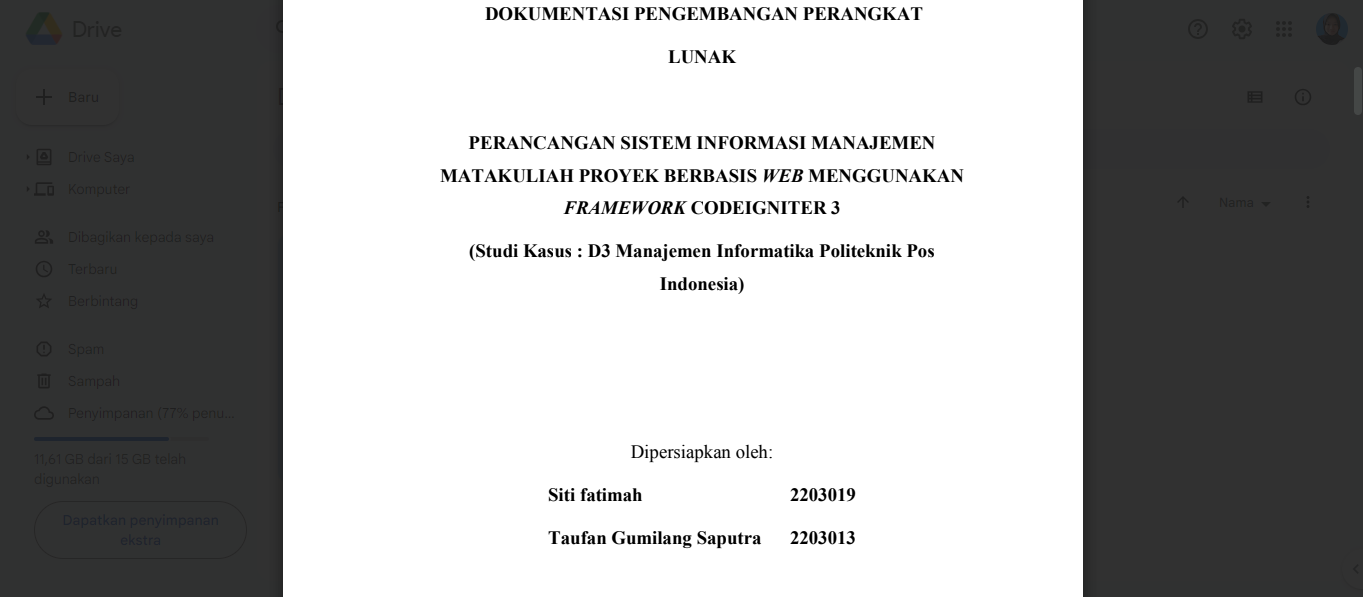 Drive
Baru
Drive Saya
Komputer
Dibagikan kepada saya
Terbaru
Berbintang
Spam
Sampah
Penyimpanan (77% penu...
11,61 GB dari 15 GB telah
digunakan
Dapatkan penyimpanan
ekstra
DOKUMENTASI PENGEMBANGAN PERANGKAT
LUNAK
PERANCANGAN SISTEM INFORMASI MANAJEMEN
MATAKULIAH PROYEK BERBASIS WEB MENGGUNAKAN
FRAMEWORK CODEIGNITER 3
(Studi Kasus : D3 Manajemen Informatika Politeknik Pos
Indonesia)
Dipersiapkan oleh:
Siti fatimah 2203019
Taufan Gumilang Saputra 2203013
Nama